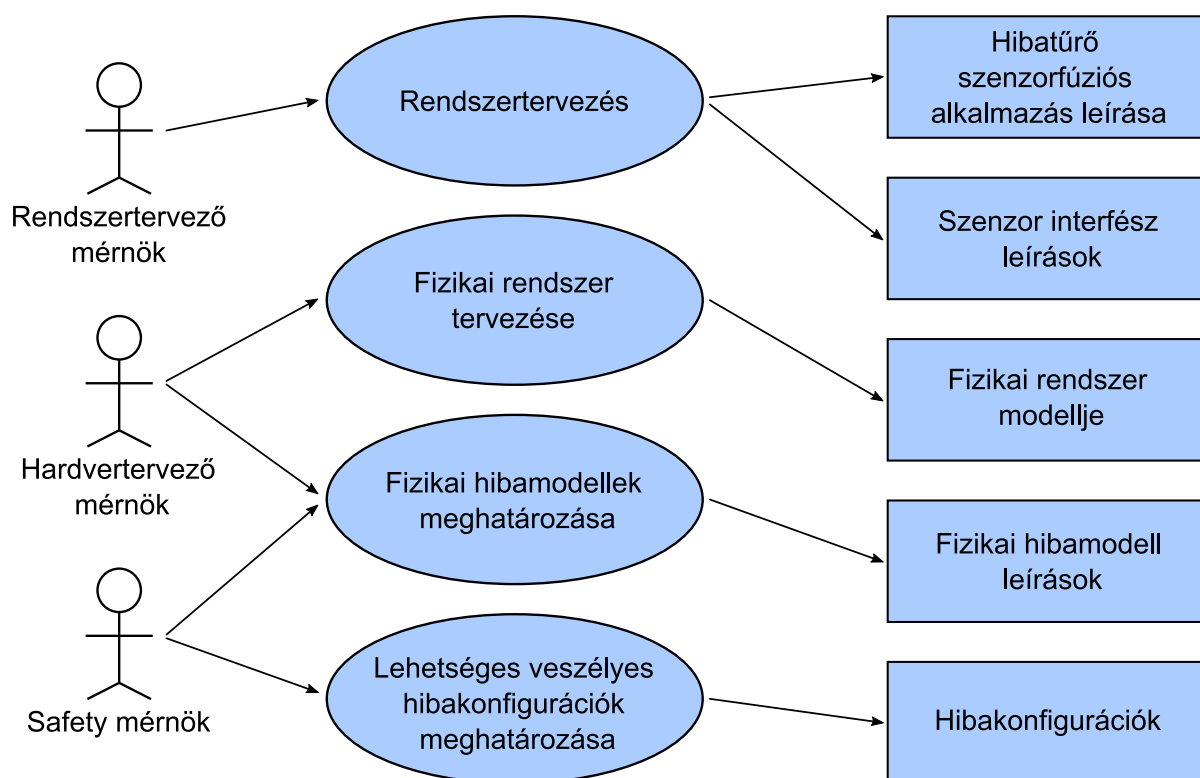 Rendszertervező
mérnök
Hardvertervező
mérnök
Safety mérnök
Rendszertervezés
Fizikai rendszer
tervezése
Fizikai hibamodellek
meghatározása
Lehetséges veszélyes
hibakonfigurációk
meghatározása
Hibatűrő
szenzorfúziós
alkalmazás leírása
Szenzor interfész
leírások
Fizikai rendszer
modellje
Fizikai hibamodell
leírások
Hibakonfigurációk